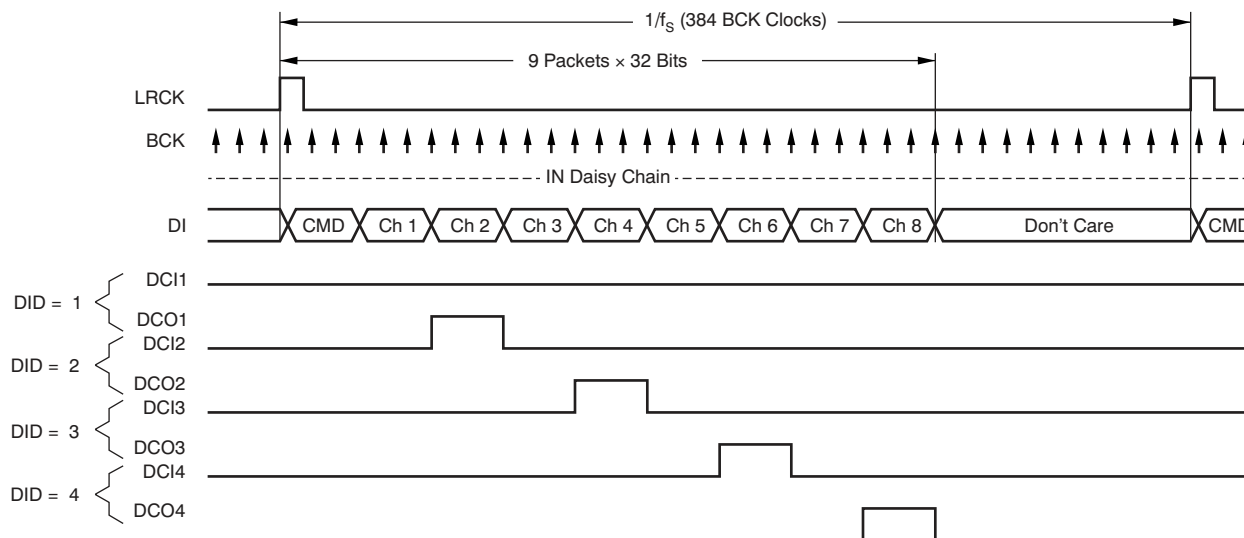 1/fS (384 BCK Clocks)
9 Packets × 32 Bits
LRCK
BCK
IN Daisy Chain
DI CMD Ch 1 Ch 2 Ch 3 Ch 4 Ch 5 Ch 6 Ch 7 Ch 8 Don't Care CMD
DCI1
DID = 1
DCO1
DCI2
DID = 2
DCO2
DCI3
DID = 3
DCO3
DCI4
DID = 4
DCO4